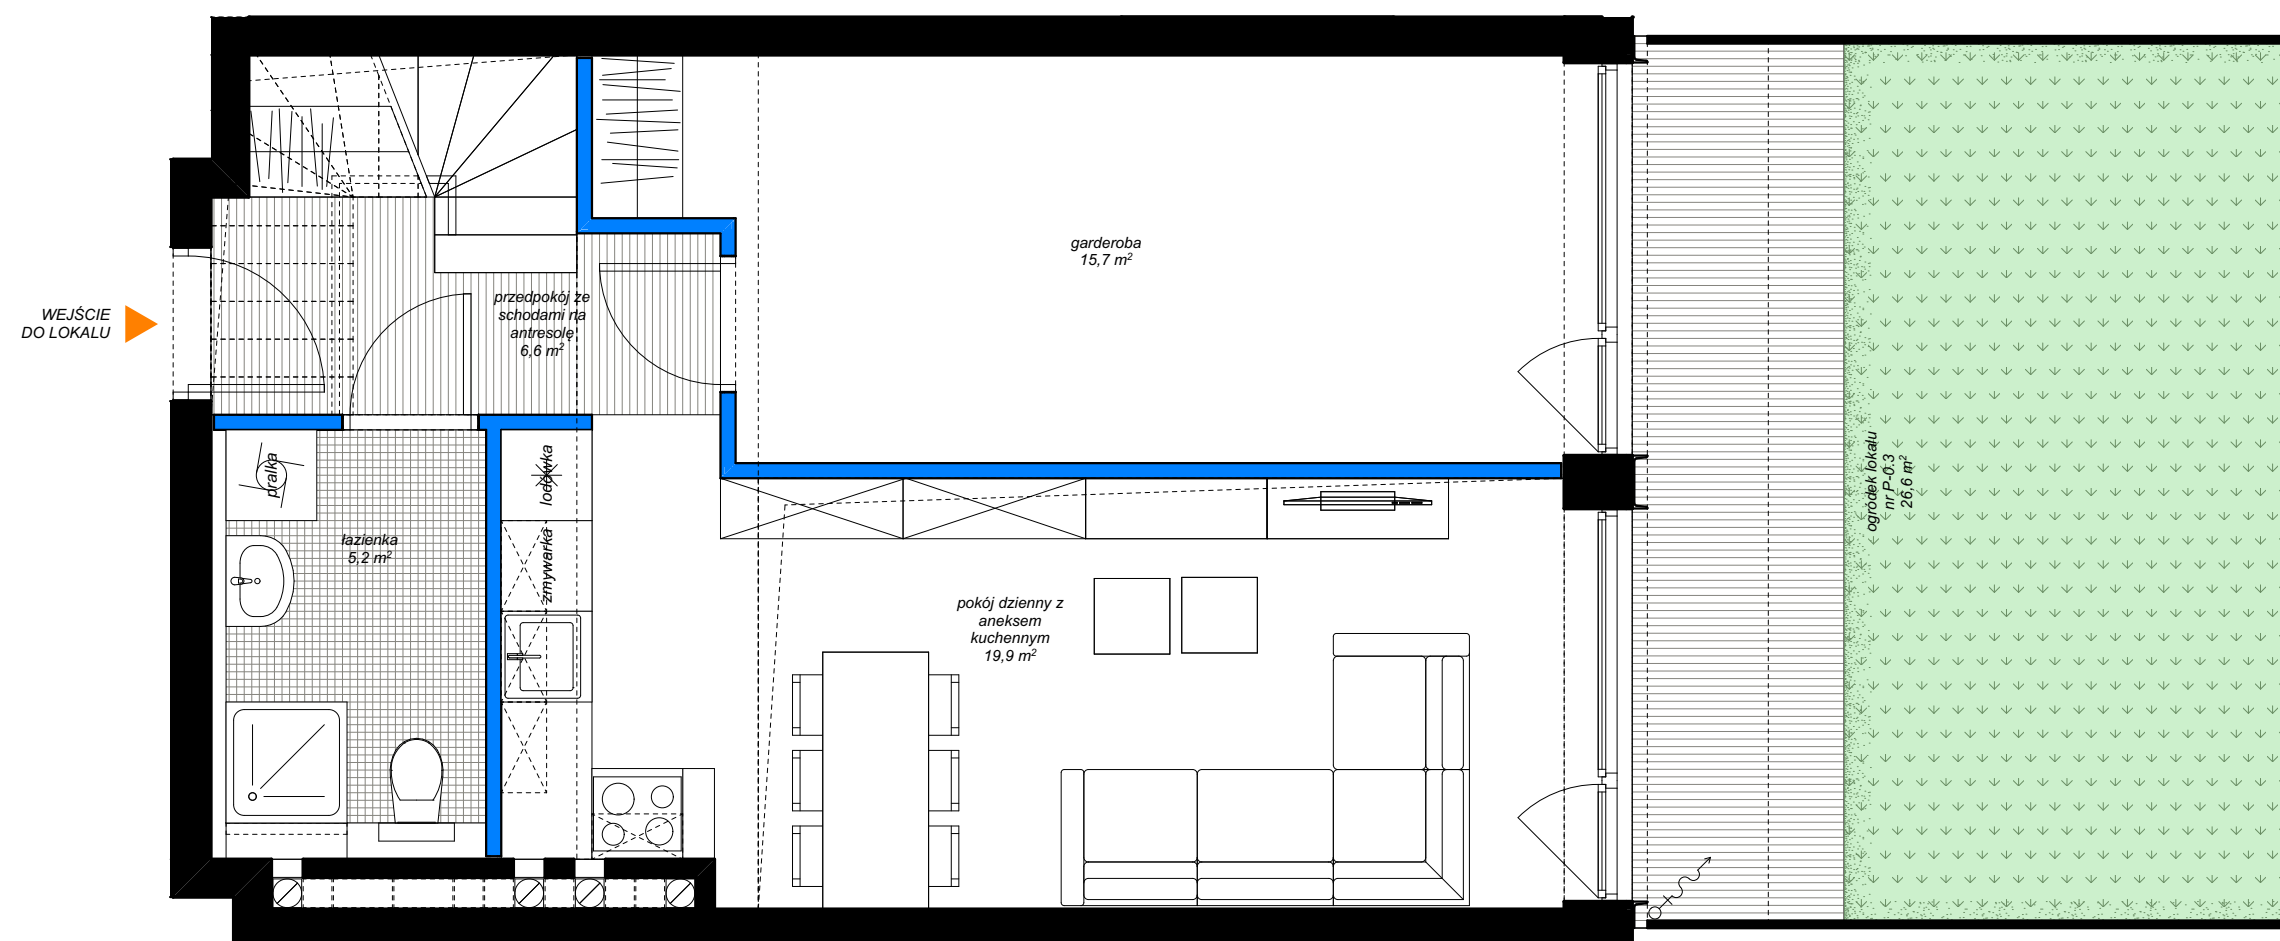 WEJŚCIE
DO LOKALU
przedpokój ze
schodami na
antresolę
6,6 m²
garderoba
15,7 m²
pralka
łazienka
5,2 m²
lodówka
zmywarka
pokój dzienny z
aneksem
kuchennym
19,9 m²
ogródek lokalu
nr P-0.3
26,6 m²